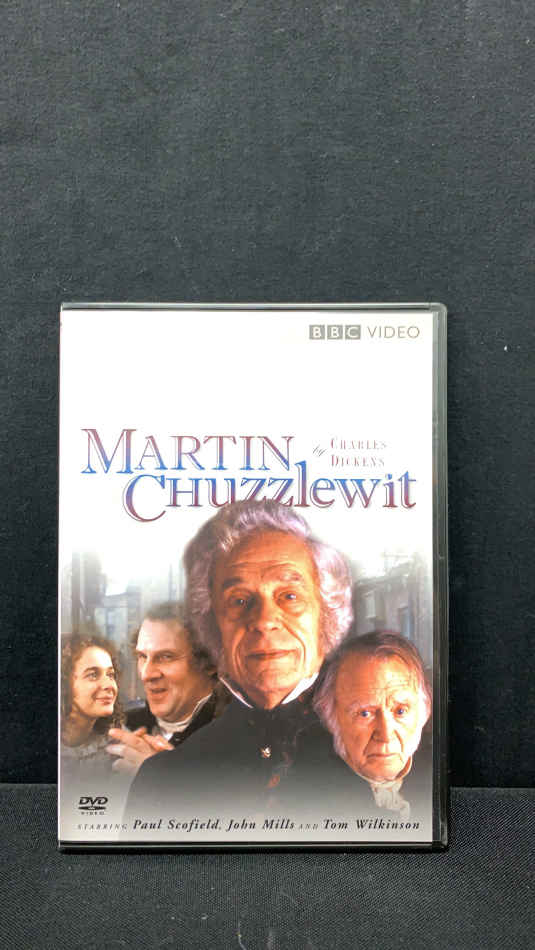 BBC VIDEO
MARTIN
by CHARLES
DICKENS
CHUZZLEWIT
DVD
VIDEO
STARRING Paul Scofield, John Mills AND Tom Wilkinson